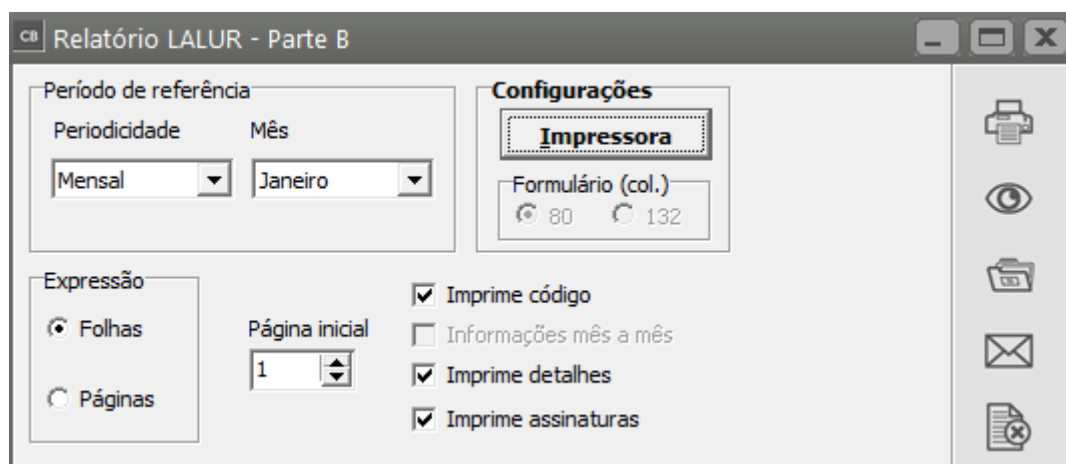 CB Relatório LALUR - Parte B
Período de referência
Periodicidade Mês
Mensal Janeiro
Configurações
Impressora
Formulário (col.)
80 132
Expressão
Folhas
Páginas
Página inicial
1
Imprime código
Informações mês a mês
Imprime detalhes
Imprime assinaturas